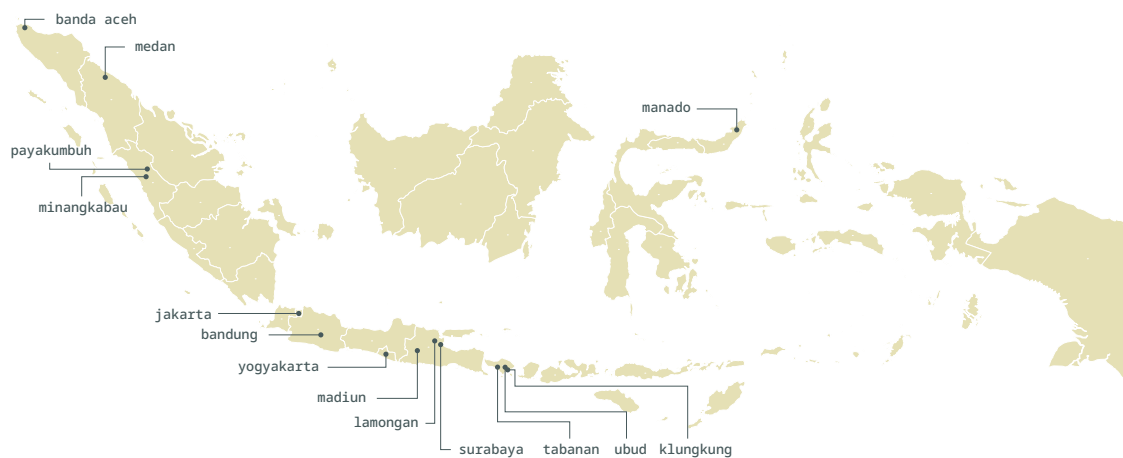 banda aceh
medan
manado
payakumbuh
minangkabau
jakarta
bandung
yogyakarta
madiun
lamongan
surabaya tabanan ubud klungkung